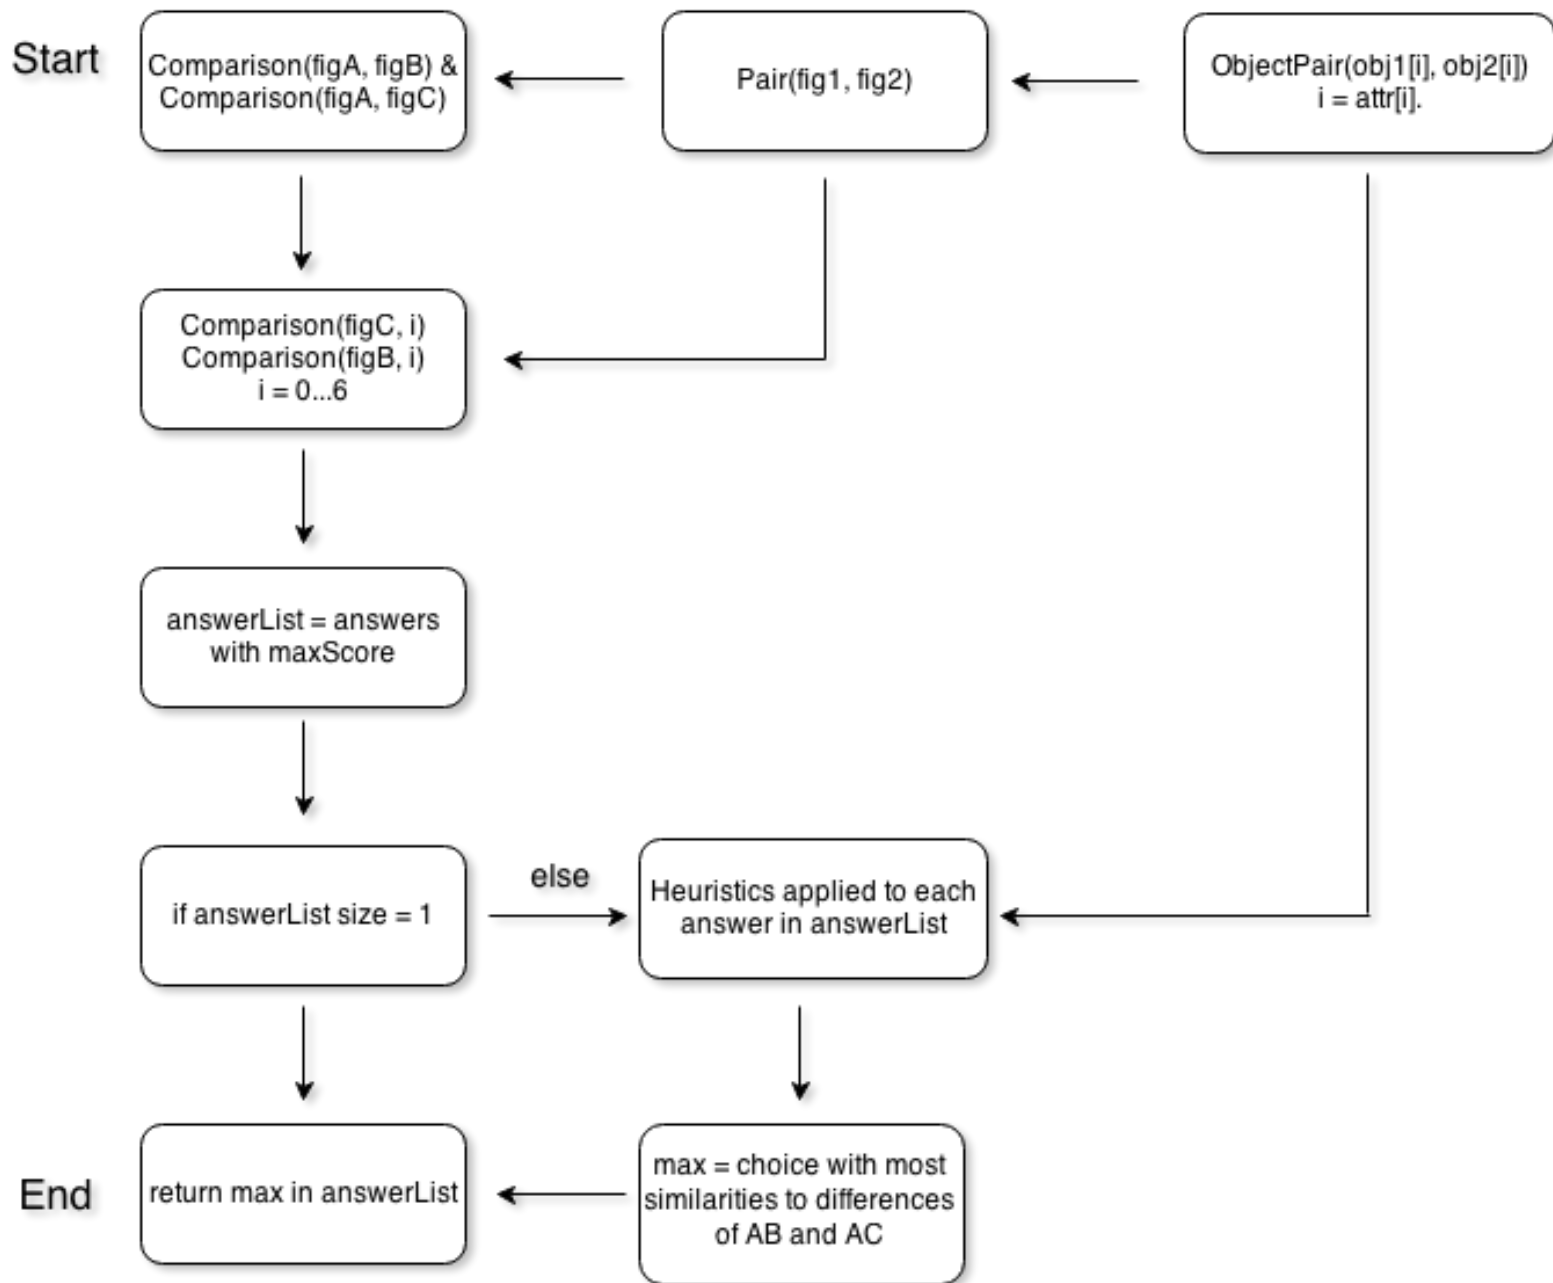 Start
Comparison(figA, figB) &
Comparison(figA, figC)
Pair(fig1, fig2)
ObjectPair(obj1[i], obj2[i])
i = attr[i].
Comparison(figC, i)
Comparison(figB, i)
i = 0...6
answerList = answers
with maxScore
if answerList size = 1
else
Heuristics applied to each
answer in answerList
End
return max in answerList
max = choice with most
similarities to differences
of AB and AC